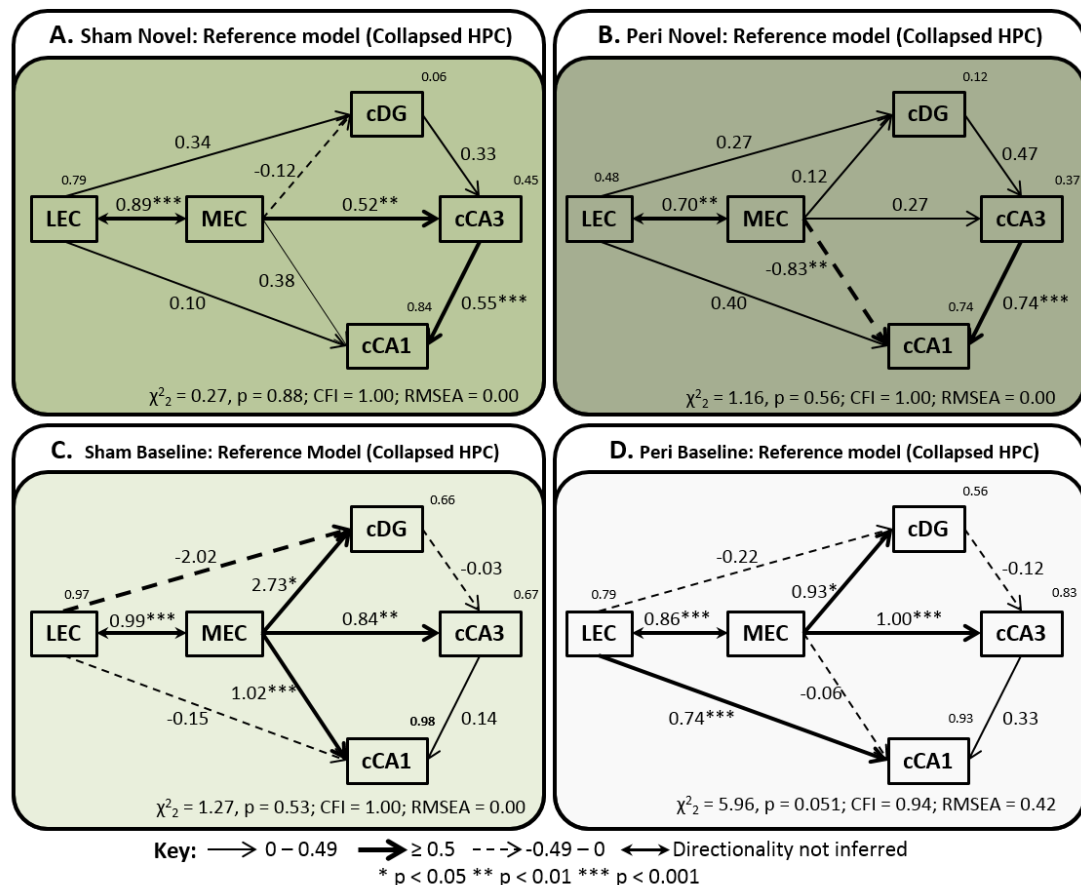 A. Sham Novel: Reference model (Collapsed HPC)
0.06
cDG
0.34
0.33
-0.12
0.79
0.45
LEC
0.89***
MEC
0.52**
cCA3
0.38
0.10
0.84
0.55***
cCA1
χ²₂ = 0.27, p = 0.88; CFI = 1.00; RMSEA = 0.00
B. Peri Novel: Reference model (Collapsed HPC)
0.12
cDG
0.27
0.47
0.12
0.48
0.37
LEC
0.70**
MEC
0.27
cCA3
-0.83**
0.40
0.74
0.74***
cCA1
χ²₂ = 1.16, p = 0.56; CFI = 1.00; RMSEA = 0.00
C. Sham Baseline: Reference Model (Collapsed HPC)
0.66
cDG
-2.02
-0.03
2.73*
0.97
0.67
LEC
0.99***
MEC
0.84**
cCA3
1.02***
-0.15
0.98
0.14
cCA1
χ²₂ = 1.27, p = 0.53; CFI = 1.00; RMSEA = 0.00
D. Peri Baseline: Reference model (Collapsed HPC)
0.56
cDG
-0.22
-0.12
0.93*
0.79
0.83
LEC
0.86***
MEC
1.00***
cCA3
-0.06
0.74***
0.93
0.33
cCA1
χ²₂ = 5.96, p = 0.051; CFI = 0.94; RMSEA = 0.42
Key: 0 – 0.49 ≥ 0.5 -0.49 – 0 Directionality not inferred
* p < 0.05 ** p < 0.01 *** p < 0.001